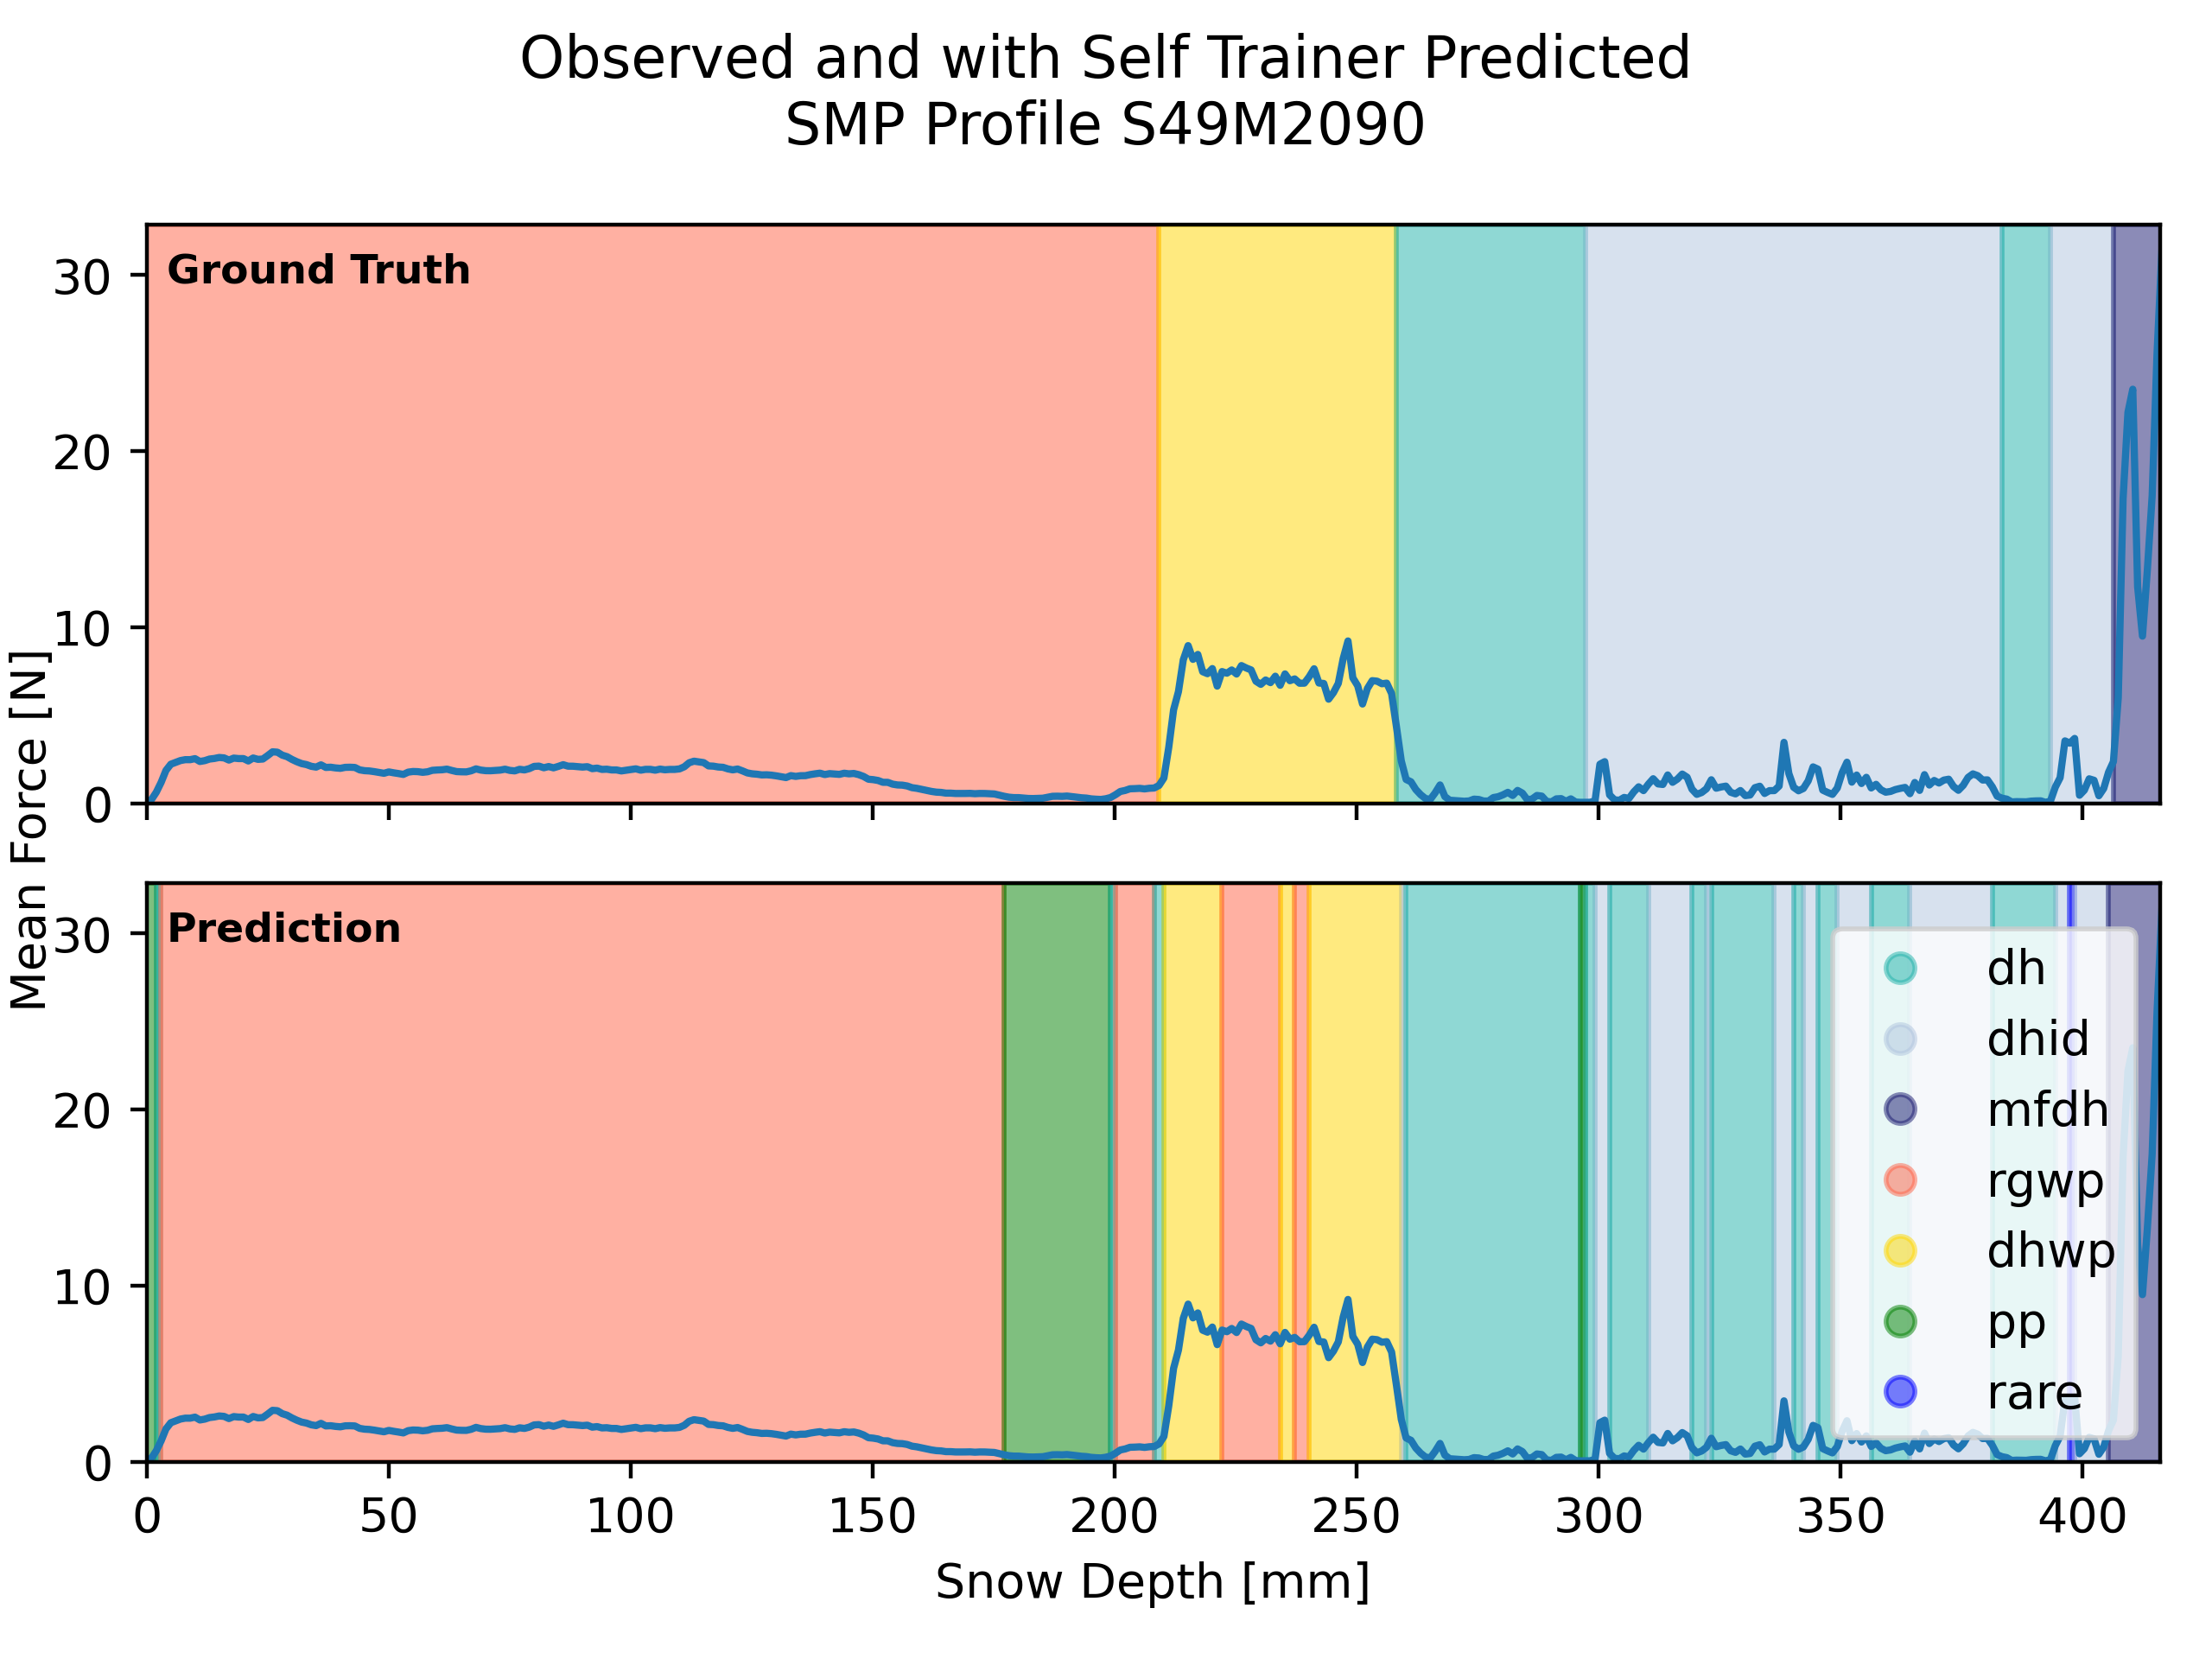 Observed and with Self Trainer Predicted
SMP Profile S49M2090
Mean Force [N]
Ground Truth
30
20
10
0
Prediction
30
20
10
0
dh
dhid
mfdh
rgwp
dhwp
pp
rare
0 50 100 150 200 250 300 350 400
Snow Depth [mm]